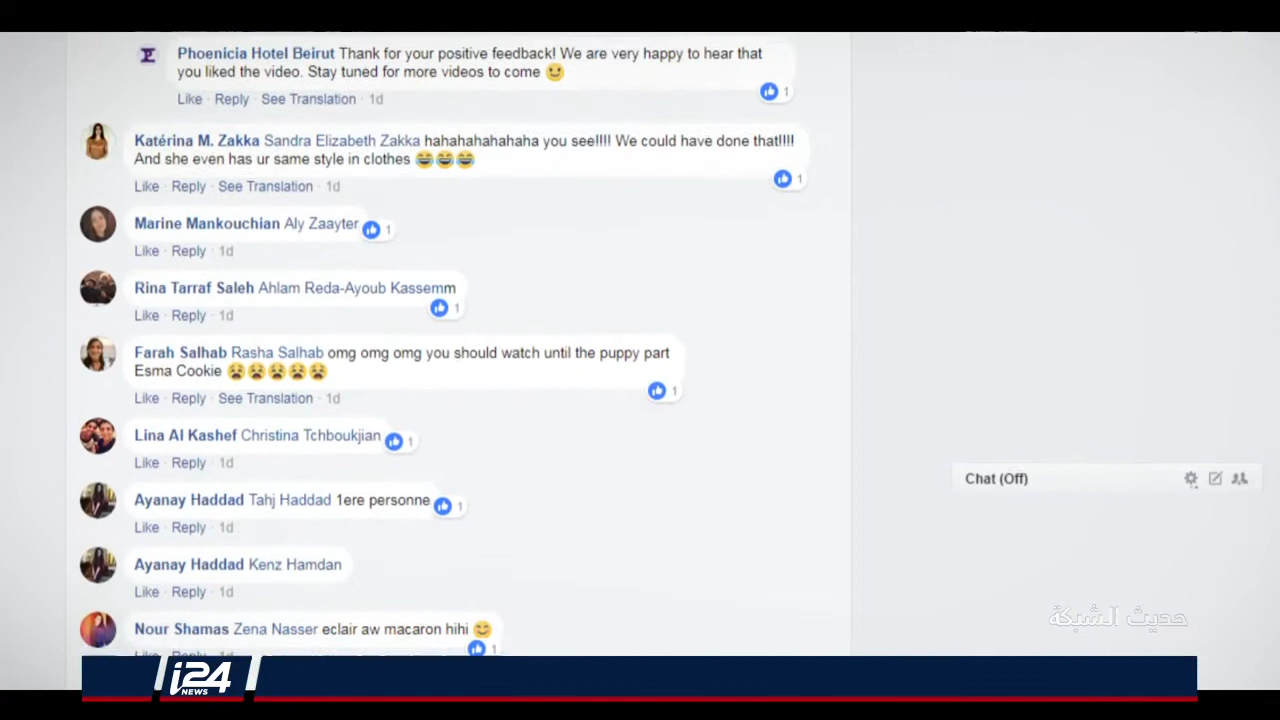 Phoenicia Hotel Beirut Thank for your positive feedback! We are very happy to hear that
you liked the video. Stay tuned for more videos to come
Like · Reply · See Translation · 1d
1
Katérina M. Zakka Sandra Elizabeth Zakka hahahahahahaha you see!!!! We could have done that!!!!
And she even has ur same style in clothes
1
Like · Reply · See Translation · 1d
Marine Mankouchian Aly Zaayter 1
Like · Reply · 1d
Rina Tarraf Saleh Ahlam Reda-Ayoub Kassemm
1
Like · Reply · 1d
Farah Salhab Rasha Salhab omg omg omg you should watch until the puppy part
Esma Cookie
1
Like · Reply · See Translation · 1d
Lina Al Kashef Christina Tchboukjian 1
Like · Reply · 1d
Chat (Off)
Ayanay Haddad Tahj Haddad 1ere personne 1
Like · Reply · 1d
Ayanay Haddad Kenz Hamdan
Like · Reply · 1d
حديث الشبكة
Nour Shamas Zena Nasser eclair aw macaron hihi
1
Like · Reply · 1d
i24
NEWS